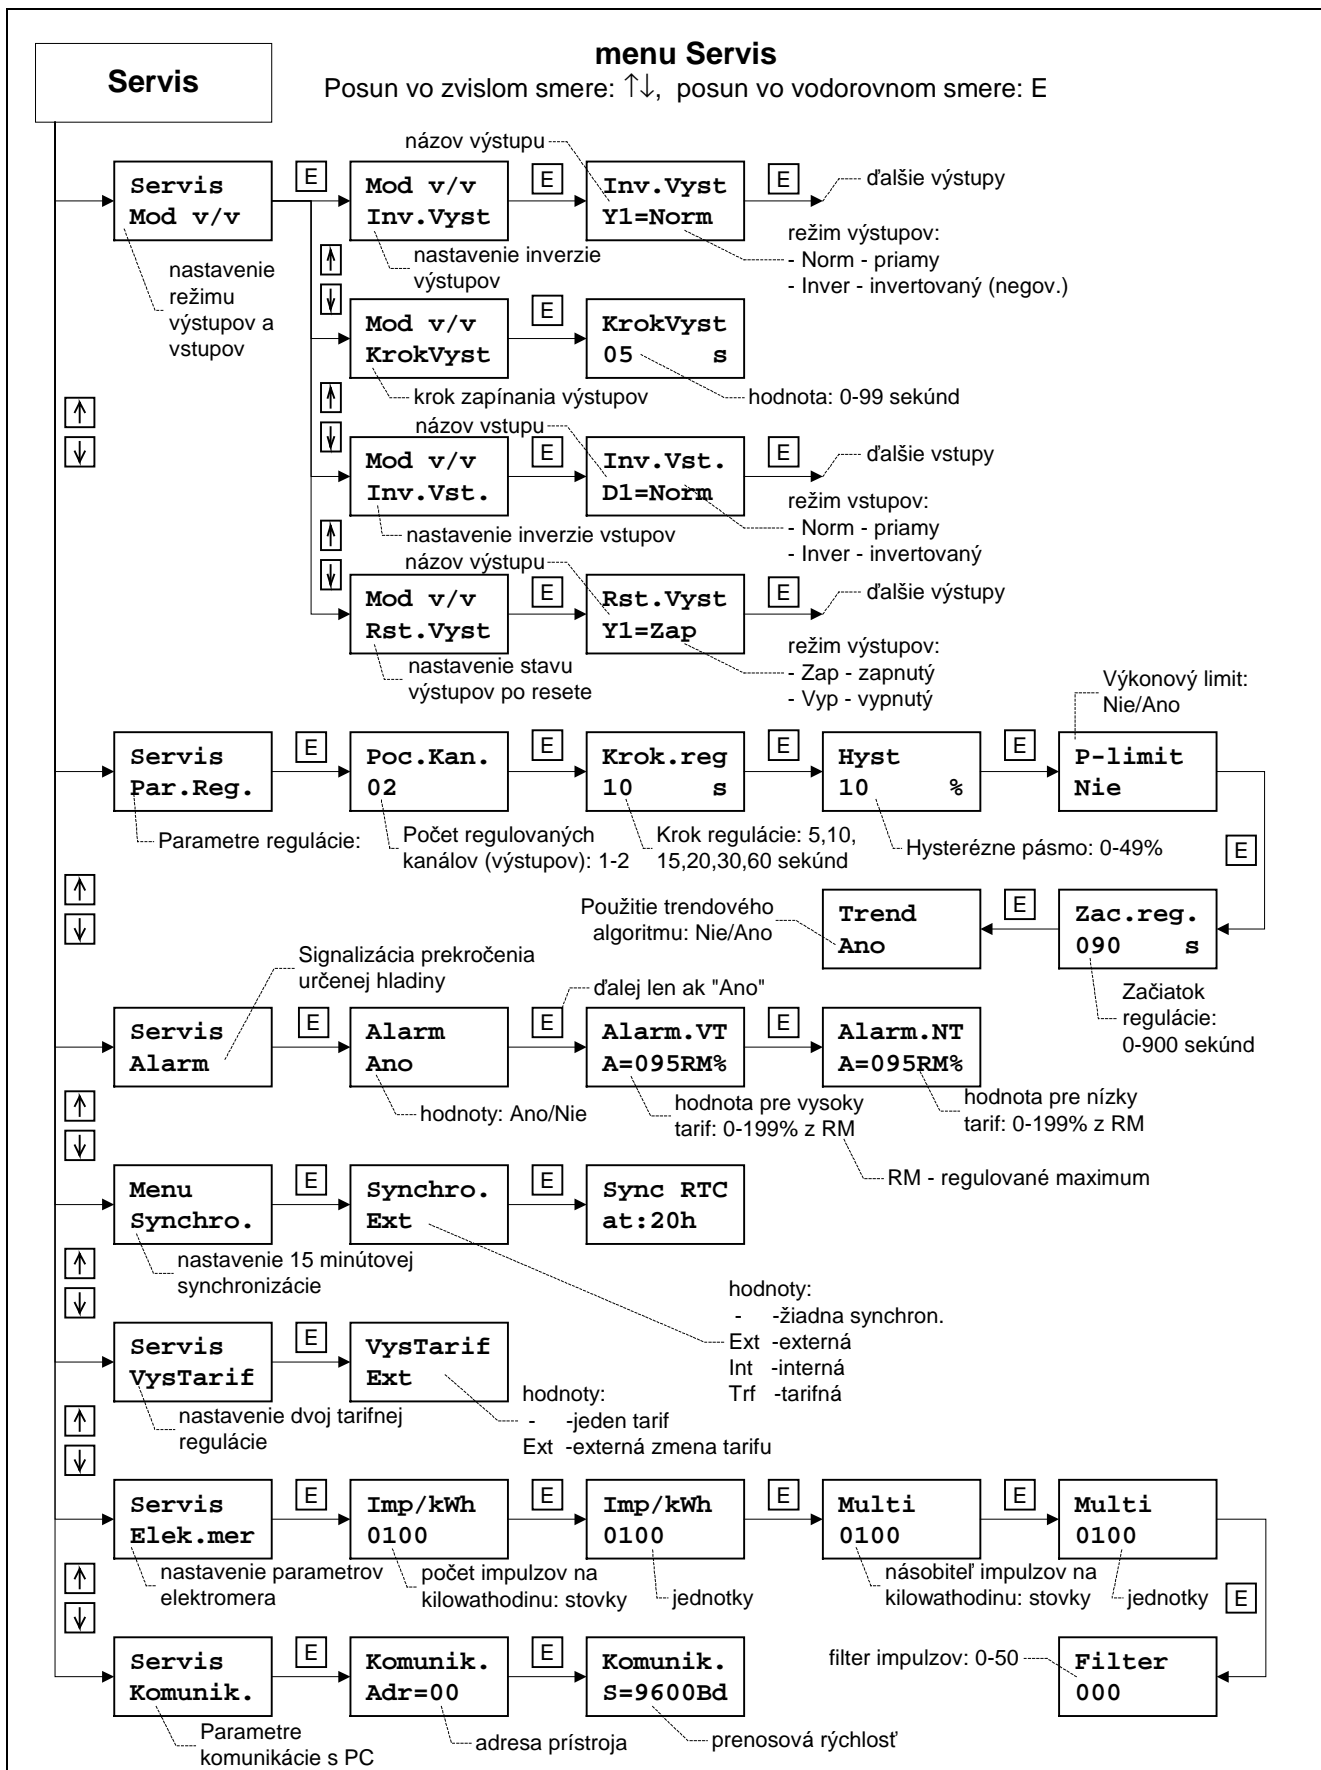 Servis
menu Servis
Posun vo zvislom smere: ↑↓, posun vo vodorovnom smere: E
názov výstupu
Servis
Mod v/v
E
Mod v/v
Inv.Vyst
E
Inv.Vyst
Y1=Norm
E
ďalšie výstupy
nastavenie
režimu
výstupov a
vstupov
↑
↓
nastavenie inverzie
výstupov
režim výstupov:
- Norm - priamy
- Inver - invertovaný (negov.)
Mod v/v
KrokVyst
E
KrokVyst
05 s
krok zapínania výstupov
hodnota: 0-99 sekúnd
↑
↓
↑
↓
názov vstupu
Mod v/v
Inv.Vst.
E
Inv.Vst.
D1=Norm
E
ďalšie vstupy
nastavenie inverzie vstupov
režim vstupov:
- Norm - priamy
- Inver - invertovaný
↑
↓
názov výstupu
Mod v/v
Rst.Vyst
E
Rst.Vyst
Y1=Zap
E
ďalšie výstupy
nastavenie stavu
výstupov po resete
režim výstupov:
- Zap - zapnutý
- Vyp - vypnutý
Výkonový limit:
Nie/Ano
Servis
Par.Reg.
E
Poc.Kan.
02
E
Krok.reg
10 s
E
Hyst
10 %
E
P-limit
Nie
Parametre regulácie:
Počet regulovaných
kanálov (výstupov): 1-2
Krok regulácie: 5,10,
15,20,30,60 sekúnd
Hysterézne pásmo: 0-49%
E
↑
↓
Použitie trendového
algoritmu: Nie/Ano
Trend
Ano
E
Zac.reg.
090 s
Začiatok
regulácie:
0-900 sekúnd
Signalizácia prekročenia
určenej hladiny
ďalej len ak "Ano"
Servis
Alarm
E
Alarm
Ano
E
Alarm.VT
A=095RM%
E
Alarm.NT
A=095RM%
hodnoty: Ano/Nie
hodnota pre vysoky
tarif: 0-199% z RM
hodnota pre nízky
tarif: 0-199% z RM
RM - regulované maximum
↑
↓
Menu
Synchro.
E
Synchro.
Ext
E
Sync RTC
at:20h
nastavenie 15 minútovej
synchronizácie
hodnoty:
- -žiadna synchron.
Ext -externá
Int -interná
Trf -tarifná
↑
↓
Servis
VysTarif
E
VysTarif
Ext
nastavenie dvoj tarifnej
regulácie
hodnoty:
- -jeden tarif
Ext -externá zmena tarifu
↑
↓
Servis
Elek.mer
E
Imp/kWh
0100
E
Imp/kWh
0100
E
Multi
0100
E
Multi
0100
nastavenie parametrov
elektromera
počet impulzov na
kilowathodinu: stovky
jednotky
násobiteľ impulzov na
kilowathodinu: stovky
jednotky
E
↑
↓
Servis
Komunik.
E
Komunik.
Adr=00
E
Komunik.
S=9600Bd
filter impulzov: 0-50
Filter
000
Parametre
komunikácie s PC
adresa prístroja
prenosová rýchlosť